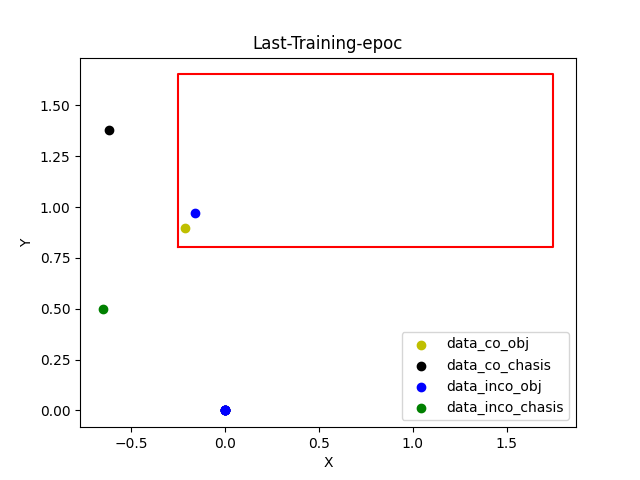 Last-Training-epoc
1.50
1.25
1.00
0.75
0.50
0.25
0.00
Y
−0.5
0.0
0.5
1.0
1.5
X
data_co_obj
data_co_chasis
data_inco_obj
data_inco_chasis